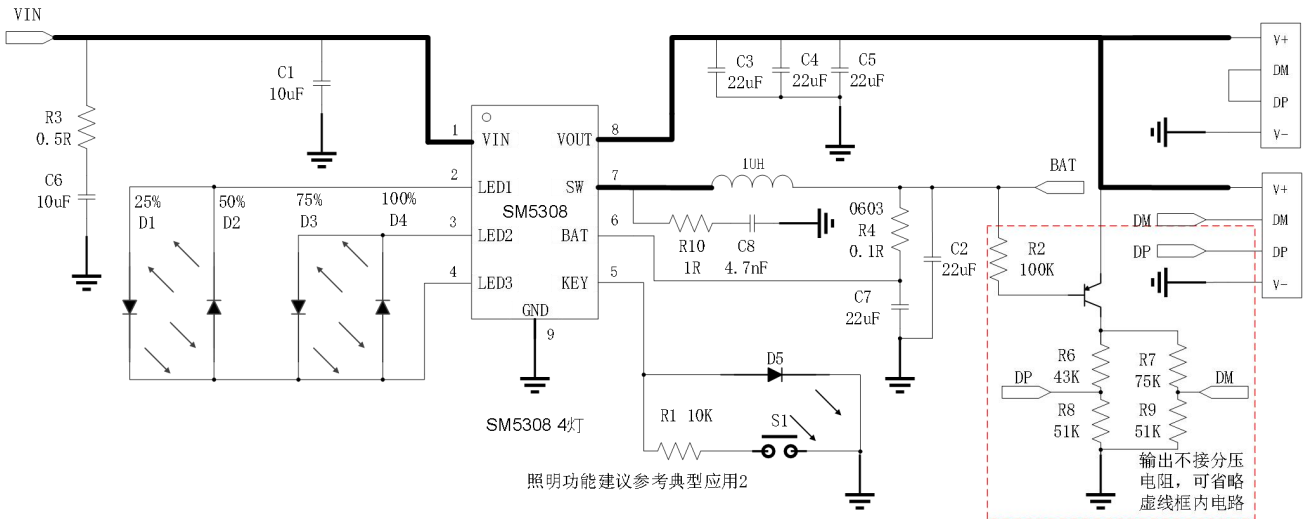 VIN
C1
10uF
R3
0.5R
C6
10uF
1
VIN
VOUT
8
2
LED1
SW
7
SM5308
3
LED2
BAT
6
4
LED3
KEY
5
GND
9
25%
D1
50%
D2
75%
D3
100%
D4
C3
22uF
C4
22uF
C5
22uF
1UH
BAT
R10
1R
C8
4.7nF
0603
R4
0.1R
C2
22uF
C7
22uF
R2
100K
V+
DM
DP
V-
V+
DM
DP
V-
DM
DP
D5
R1 10K
S1
SM5308 4灯
照明功能建议参考典型应用2
DP
R6
43K
R8
51K
R7
75K
R9
51K
DM
输出不接分压
电阻，可省略
虚线框内电路